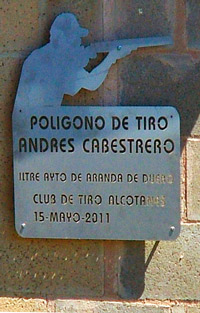 POLIGONO DE TIRO
ANDRES CABESTRERO
ILTRE AYTO DE ARANDA DE DUERO
CLUB DE TIRO ALCOTANES
15-MAYO-2011